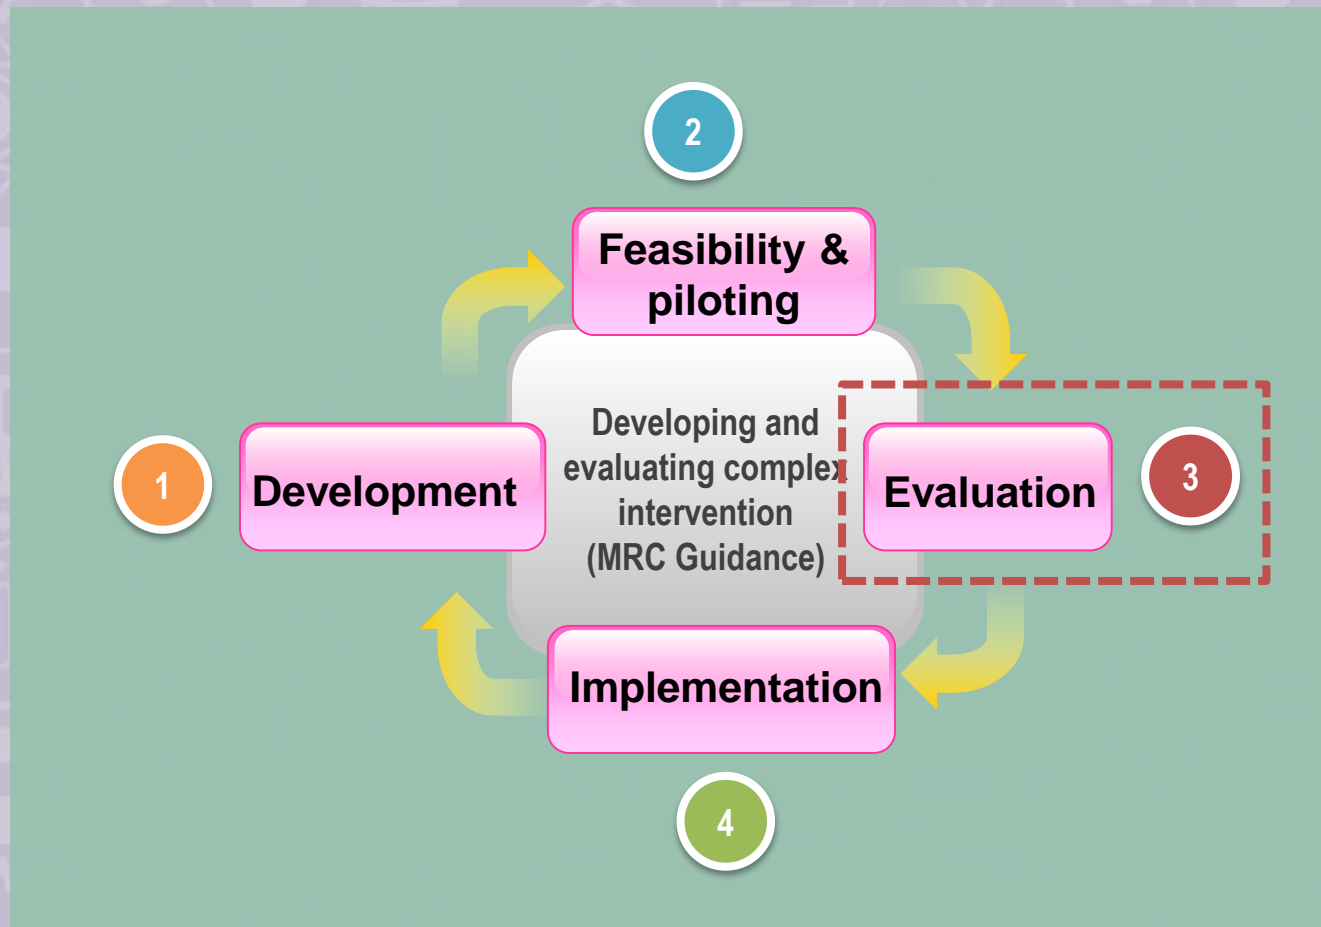 2
Feasibility &
piloting
Developing and
evaluating complex
intervention
(MRC Guidance)
1
Development
Evaluation
3
Implementation
4